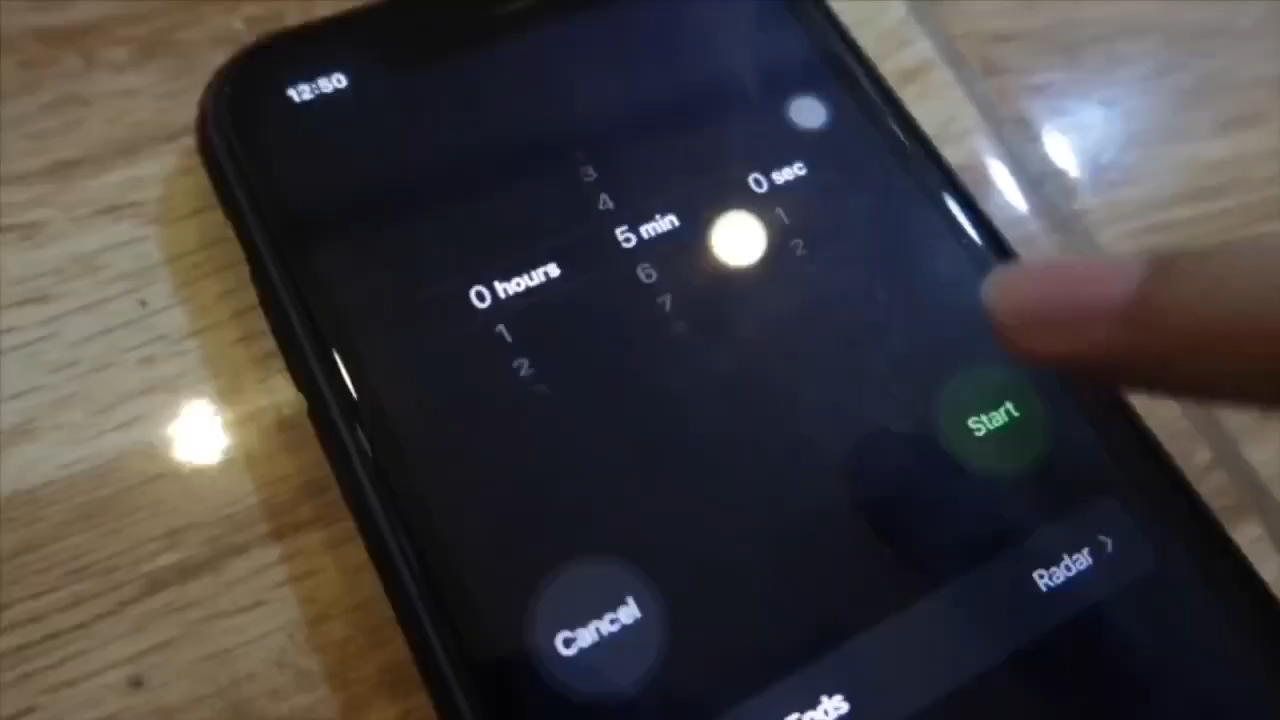 12:50
3
4
0 hours 5 min 0 sec
1 6 1
2 7 2
Start
Cancel
Radar >
Ends